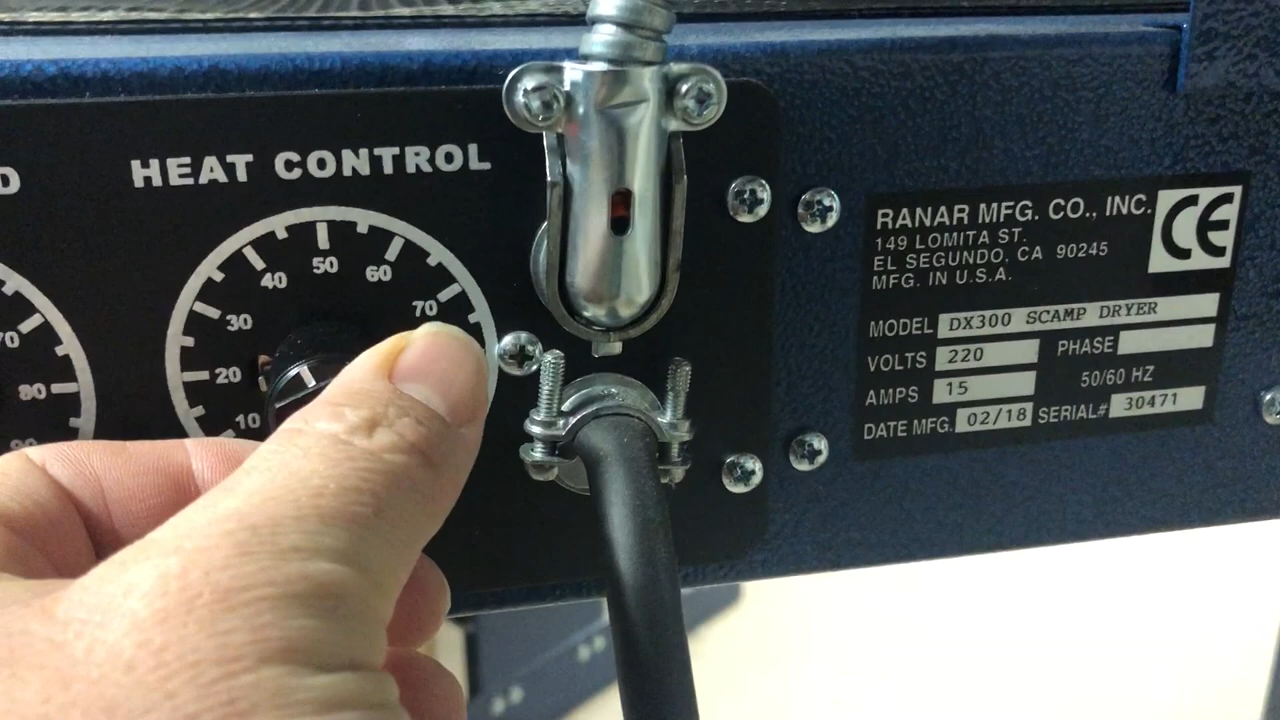 D
HEAT CONTROL
10
20
30
40
50
60
70
70
80
90
RANAR MFG. CO., INC.
149 LOMITA ST.
EL SEGUNDO, CA 90245
MFG. IN U.S.A.
CE
MODEL DX300 SCAMP DRYER
VOLTS 220 PHASE
AMPS 15 50/60 HZ
DATE MFG. 02/18 SERIAL# 30471